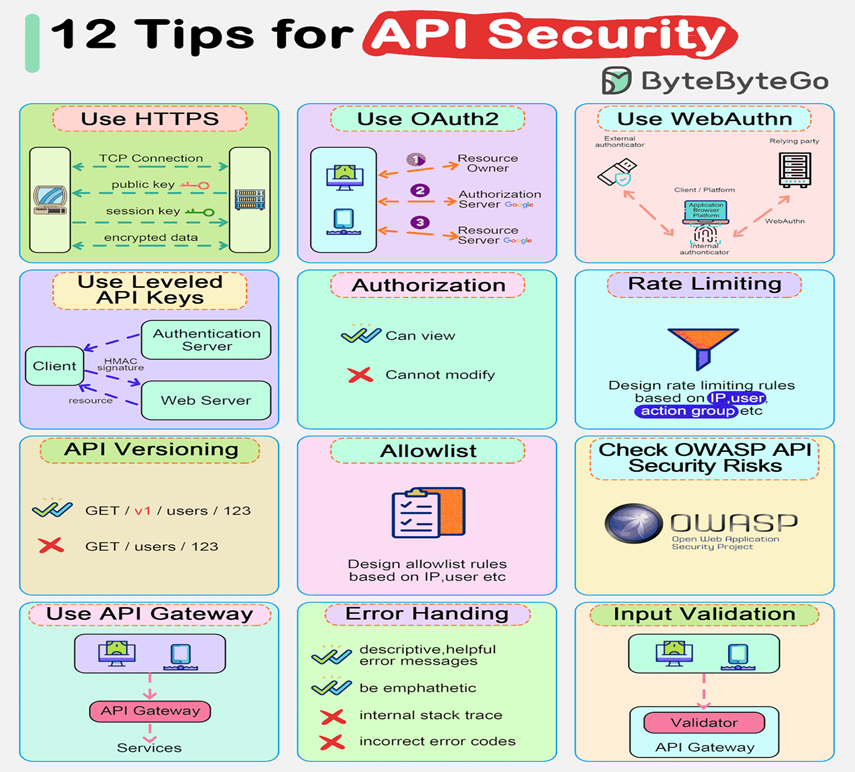 12 Tips for API Security
ByteByteGo
Use HTTPS
TCP Connection
public key
session key
encrypted data
Use OAuth2
1
Resource
Owner
2
Authorization
Server Google
3
Resource
Server Google
Use WebAuthn
External
authenticator
Relying party
Client / Platform
Application
Browser
Platform
WebAuthn
Internal
authenticator
Use Leveled
API Keys
Authentication
Server
Client
HMAC
signature
resource
Web Server
Authorization
Can view
Cannot modify
Rate Limiting
Design rate limiting rules
based on IP,user,
action group etc
API Versioning
GET / v1 / users / 123
GET / users / 123
Allowlist
Design allowlist rules
based on IP,user etc
Check OWASP API
Security Risks
OWASP
Open Web Application
Security Project
Use API Gateway
API Gateway
Services
Error Handing
descriptive,helpful
error messages
be emphathetic
internal stack trace
incorrect error codes
Input Validation
Validator
API Gateway